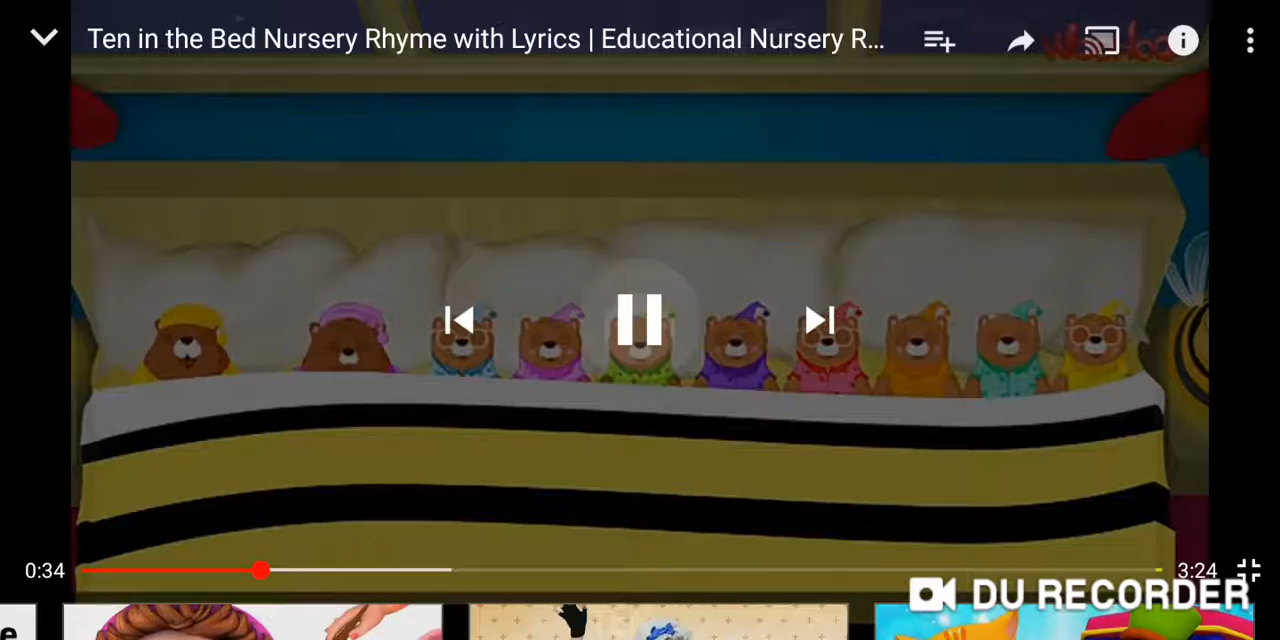 Ten in the Bed Nursery Rhyme with Lyrics | Educational Nursery R...
0:34
3:24
DU RECORDER
e